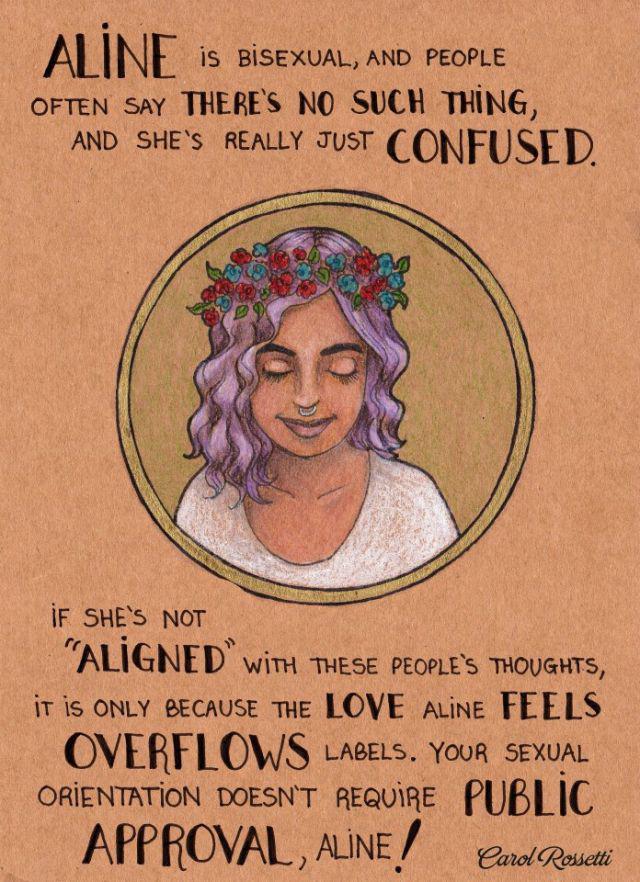 ALiNE iS BiSEXUAL, AND PEOPLE
OFTEN SAY THERE'S NO SUCH THiNG,
AND SHE'S REALLY JUST CONFUSED.
iF SHE'S NOT
"ALiGNED" WiTH THESE PEOPLE'S THOUGHTS,
iT iS ONLY BECAUSE THE LOVE ALiNE FEELS
OVERFLOWS LABELS. YOUR SEXUAL
ORiENTATiON DOESN'T REQUiRE PUBLiC
APPROVAL, ALiNE!
Carol Rossetti